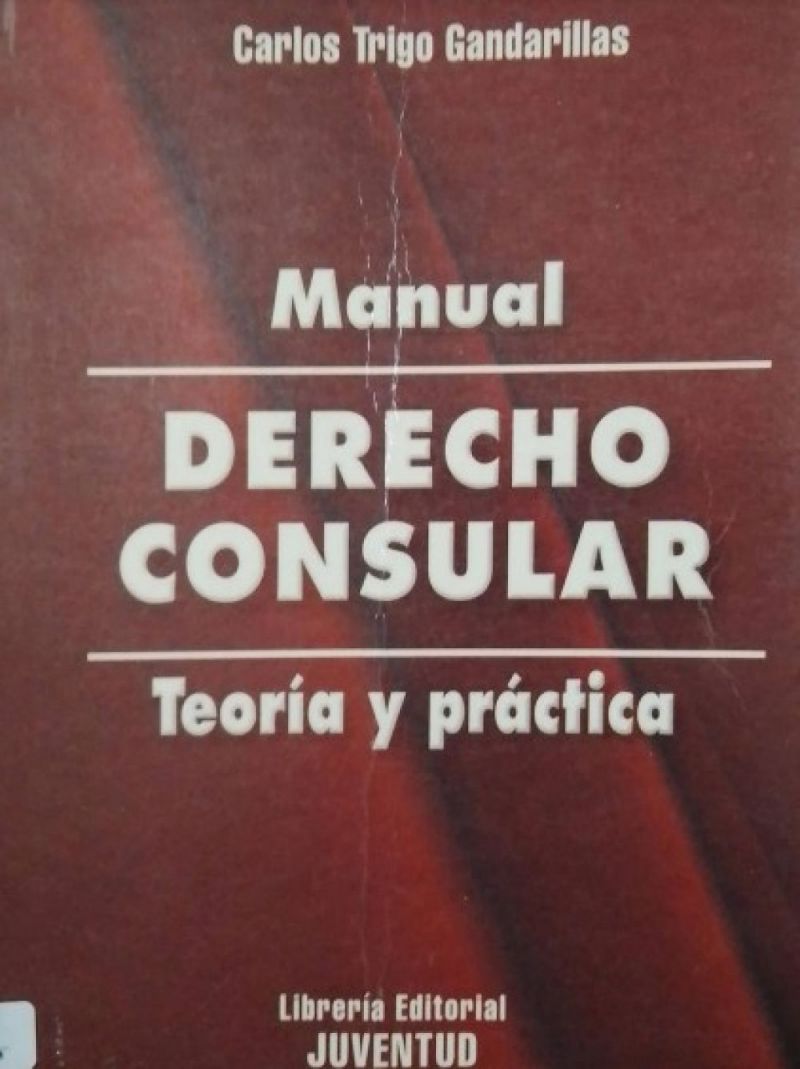 Carlos Trigo Gandarillas
Manual
DERECHO
CONSULAR
Teoría y práctica
Librería Editorial
JUVENTUD